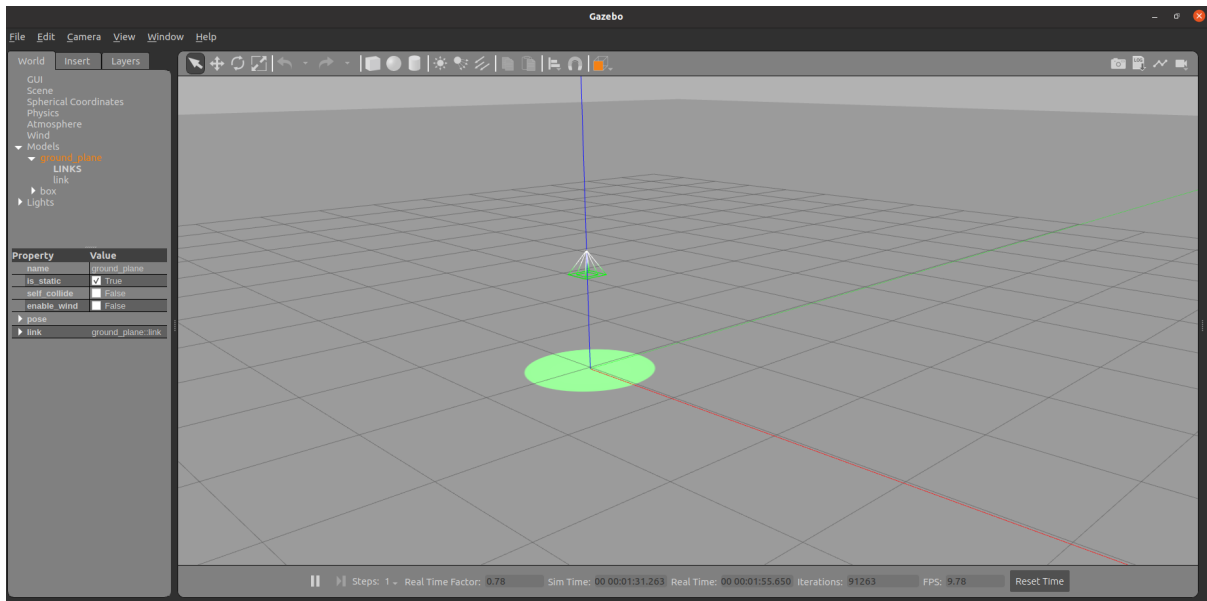 Gazebo
File Edit Camera View Window Help
World Insert Layers
GUI
Scene
Spherical Coordinates
Physics
Atmosphere
Wind
Models
ground_plane
LINKS
link
box
Lights
Property Value
name ground_plane
is_static True
self_collide False
enable_wind False
pose
link ground_plane::link
LOG
Steps: 1 Real Time Factor: 0.78 Sim Time: 00 00:01:31.263 Real Time: 00 00:01:55.650 Iterations: 91263 FPS: 9.78 Reset Time